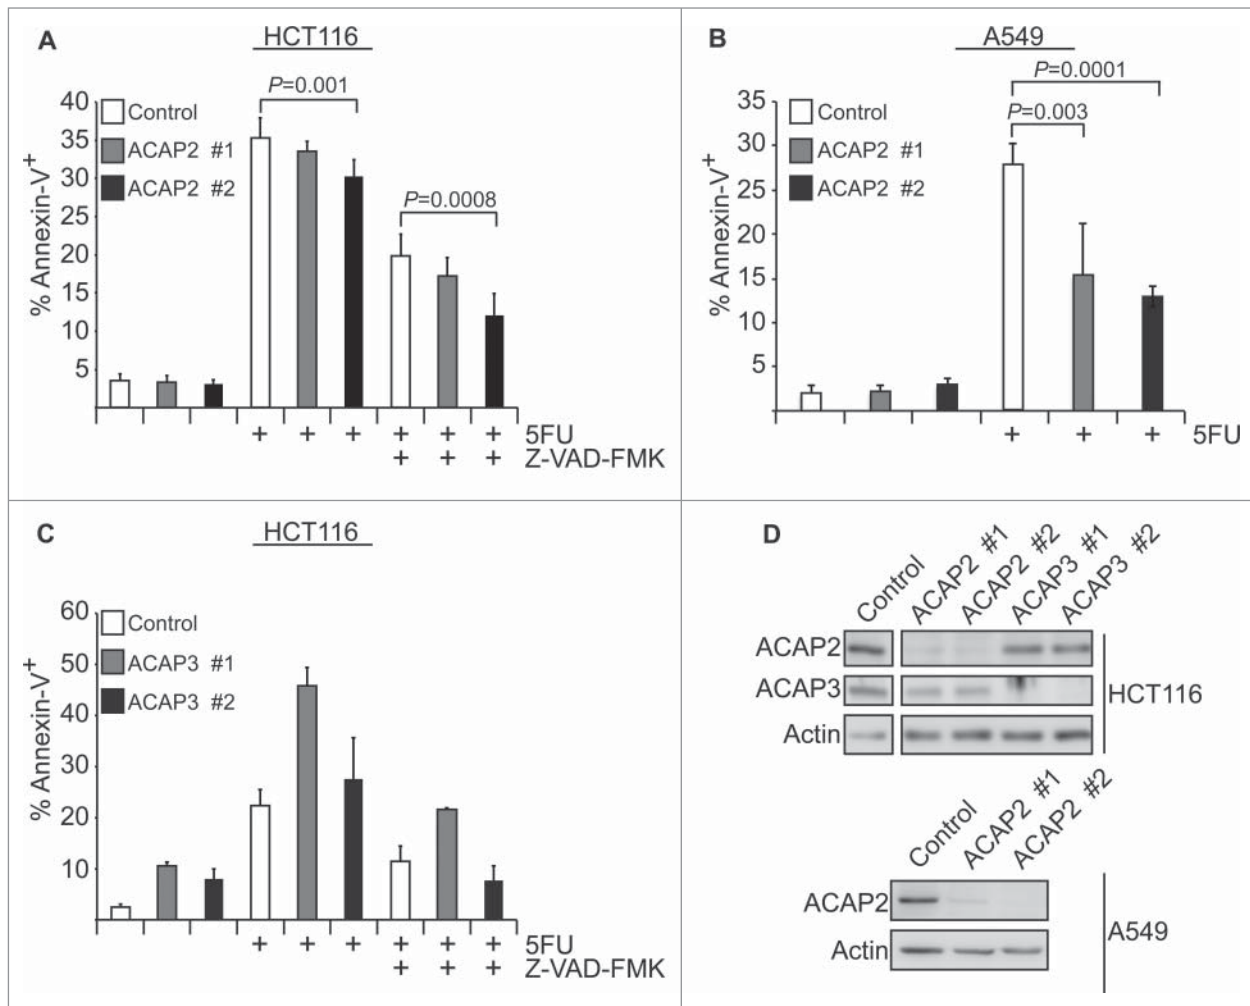 A
HCT116
P=0.001
P=0.0008
Control
ACAP2 #1
ACAP2 #2
% Annexin-V+
40
35
30
25
20
15
10
5
+ + + + + + 5FU
+ + + Z-VAD-FMK
B
A549
P=0.0001
P=0.003
Control
ACAP2 #1
ACAP2 #2
% Annexin-V+
35
30
25
20
15
10
5
+ + + 5FU
C
HCT116
Control
ACAP3 #1
ACAP3 #2
% Annexin-V+
60
50
40
30
20
10
+ + + + + + 5FU
+ + + Z-VAD-FMK
D
Control
ACAP2 #1
ACAP2 #2
ACAP3 #1
ACAP3 #2
ACAP2
ACAP3
Actin
HCT116
Control
ACAP2 #1
ACAP2 #2
ACAP2
Actin
A549